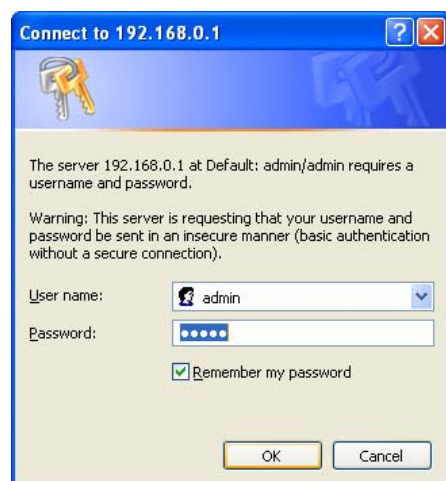 Connect to 192.168.0.1
The server 192.168.0.1 at Default: admin/admin requires a
username and password.
Warning: This server is requesting that your username and
password be sent in an insecure manner (basic authentication
without a secure connection).
User name:
admin
Password:
•••••
Remember my password
OK
Cancel